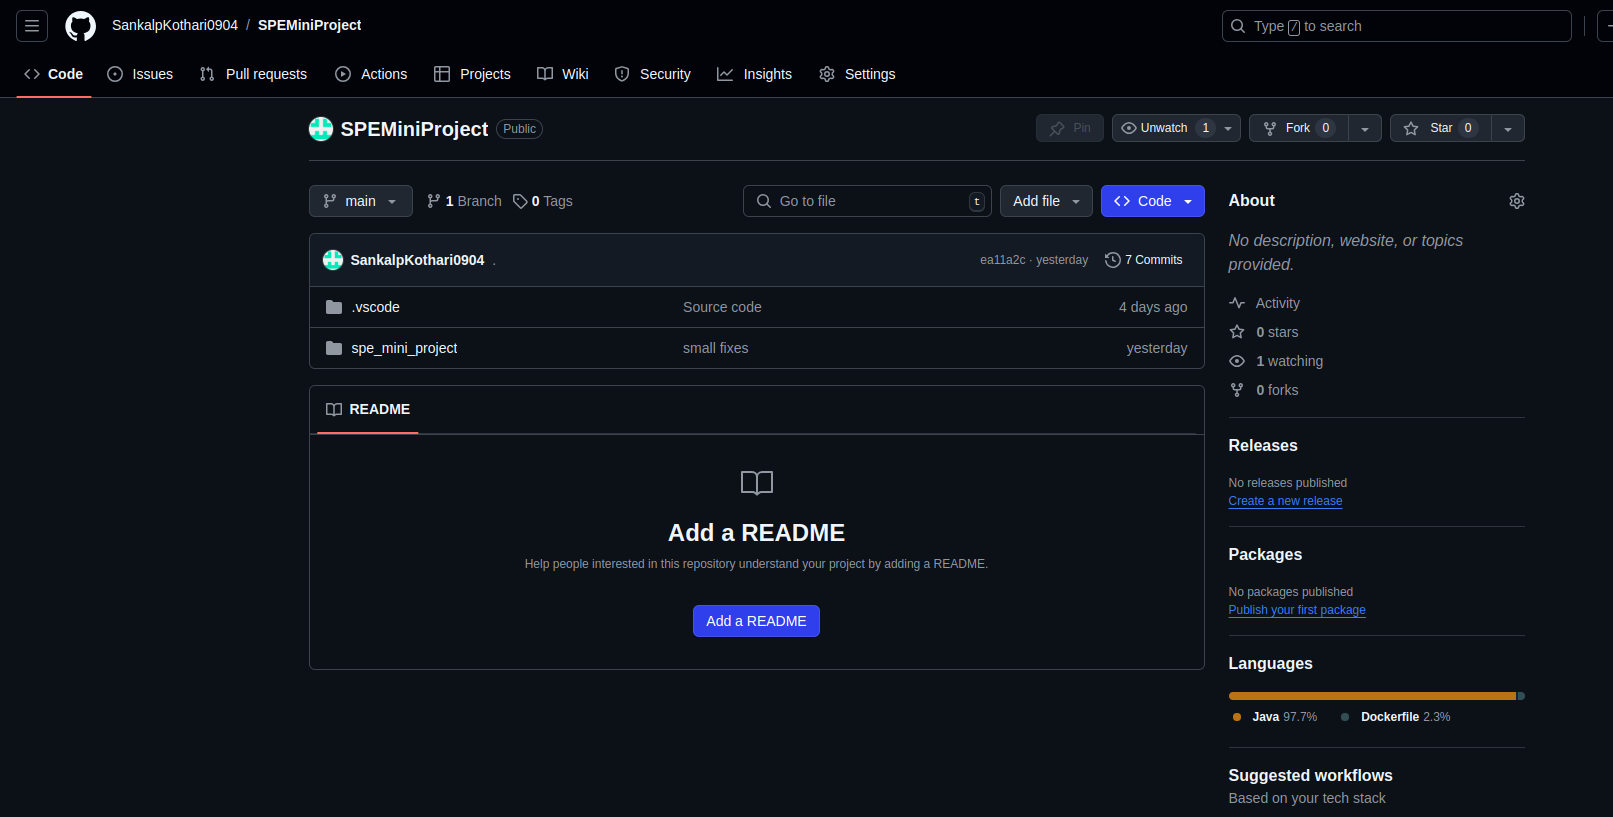 SankalpKothari0904 / SPEMiniProject
Type / to search
Code Issues Pull requests Actions Projects Wiki Security Insights Settings
SPEMiniProject Public
Pin Unwatch 1 Fork 0 Star 0
main 1 Branch 0 Tags Go to file t Add file Code
SankalpKothari0904 . ea11a2c · yesterday 7 Commits
.vscode Source code 4 days ago
spe_mini_project small fixes yesterday
README
Add a README
Help people interested in this repository understand your project by adding a README.
Add a README
About
No description, website, or topics
provided.
Activity
0 stars
1 watching
0 forks
Releases
No releases published
Create a new release
Packages
No packages published
Publish your first package
Languages
Java 97.7% Dockerfile 2.3%
Suggested workflows
Based on your tech stack